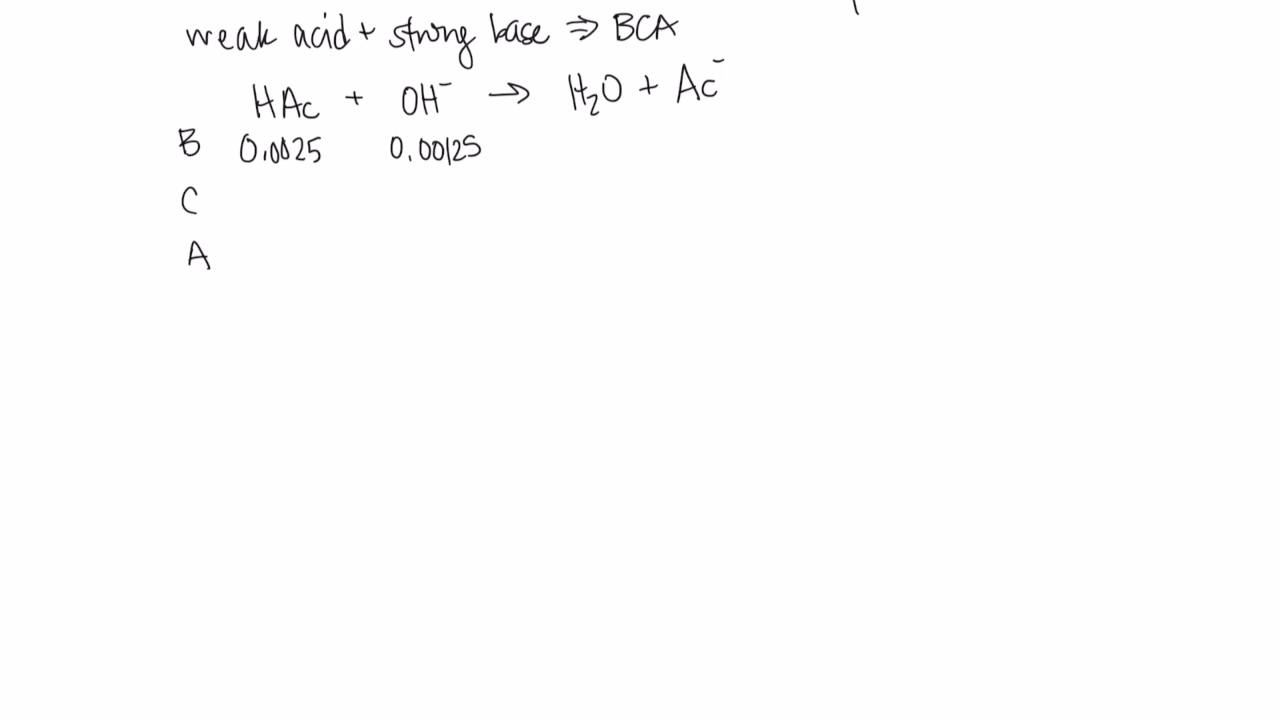 weak acid + strong base ⇒ BCA
HAc + OH⁻ → H₂O + Ac⁻
B 0.0025 0.00125
C
A